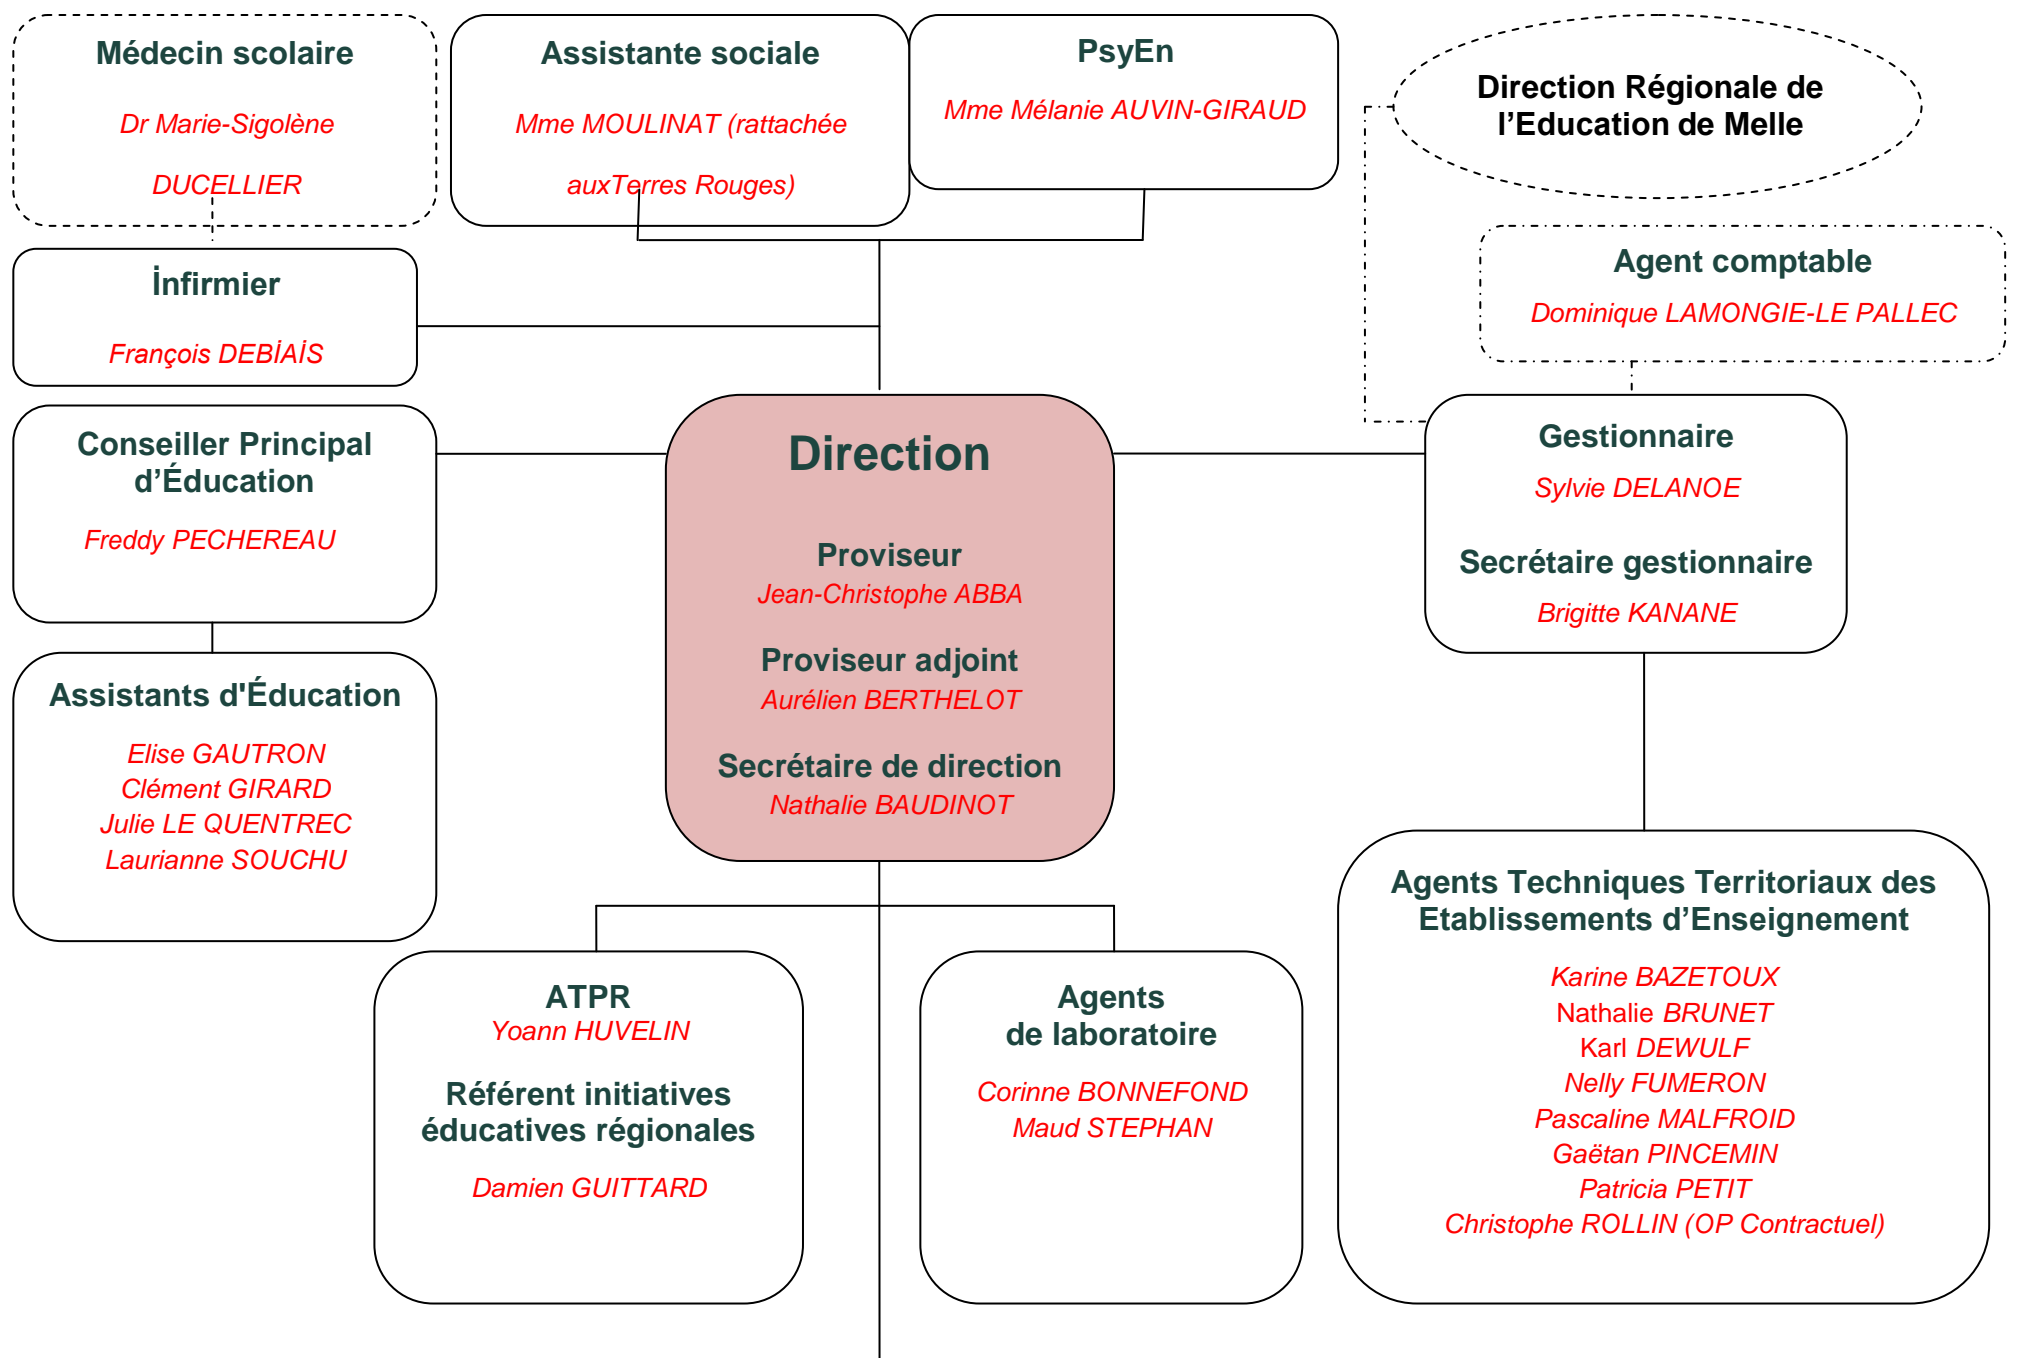 Médecin scolaire
Dr Marie-Sigolène
DUCELLIER
Assistante sociale
Mme MOULINAT (rattachée
auxTerres Rouges)
PsyEn
Mme Mélanie AUVIN-GIRAUD
Direction Régionale de
l’Education de Melle
Agent comptable
Dominique LAMONGIE-LE PALLEC
İnfirmier
François DEBİAİS
Conseiller Principal
d’Éducation
Freddy PECHEREAU
Direction
Proviseur
Jean-Christophe ABBA
Proviseur adjoint
Aurélien BERTHELOT
Secrétaire de direction
Nathalie BAUDINOT
Gestionnaire
Sylvie DELANOE
Secrétaire gestionnaire
Brigitte KANANE
Assistants d'Éducation
Elise GAUTRON
Clément GIRARD
Julie LE QUENTREC
Laurianne SOUCHU
ATPR
Yoann HUVELIN
Référent initiatives
éducatives régionales
Damien GUITTARD
Agents
de laboratoire
Corinne BONNEFOND
Maud STEPHAN
Agents Techniques Territoriaux des
Etablissements d’Enseignement
Karine BAZETOUX
Nathalie BRUNET
Karl DEWULF
Nelly FUMERON
Pascaline MALFROID
Gaëtan PINCEMIN
Patricia PETIT
Christophe ROLLIN (OP Contractuel)